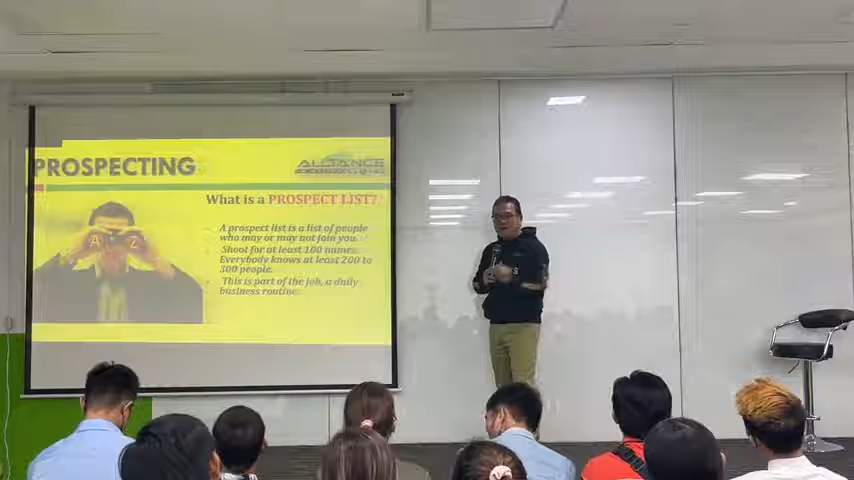 PROSPECTING
ALLIANCE
What is a PROSPECT LIST?
A prospect list is a list of people
who may or may not join you.
Shoot for at least 100 names.
Everybody knows at least 200 to
300 people.
This is part of the job, a daily
business routine.
A Z